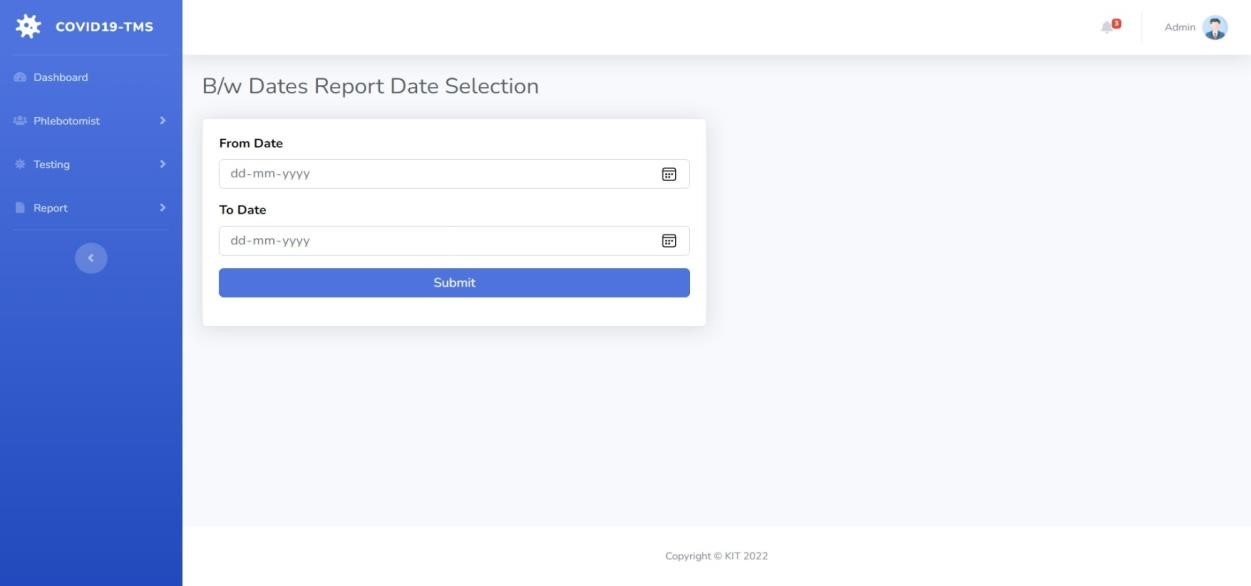 COVID19-TMS
3
Admin
Dashboard
Phlebotomist
Testing
Report
B/w Dates Report Date Selection
From Date
dd-mm-yyyy
To Date
dd-mm-yyyy
Submit
Copyright © KIT 2022